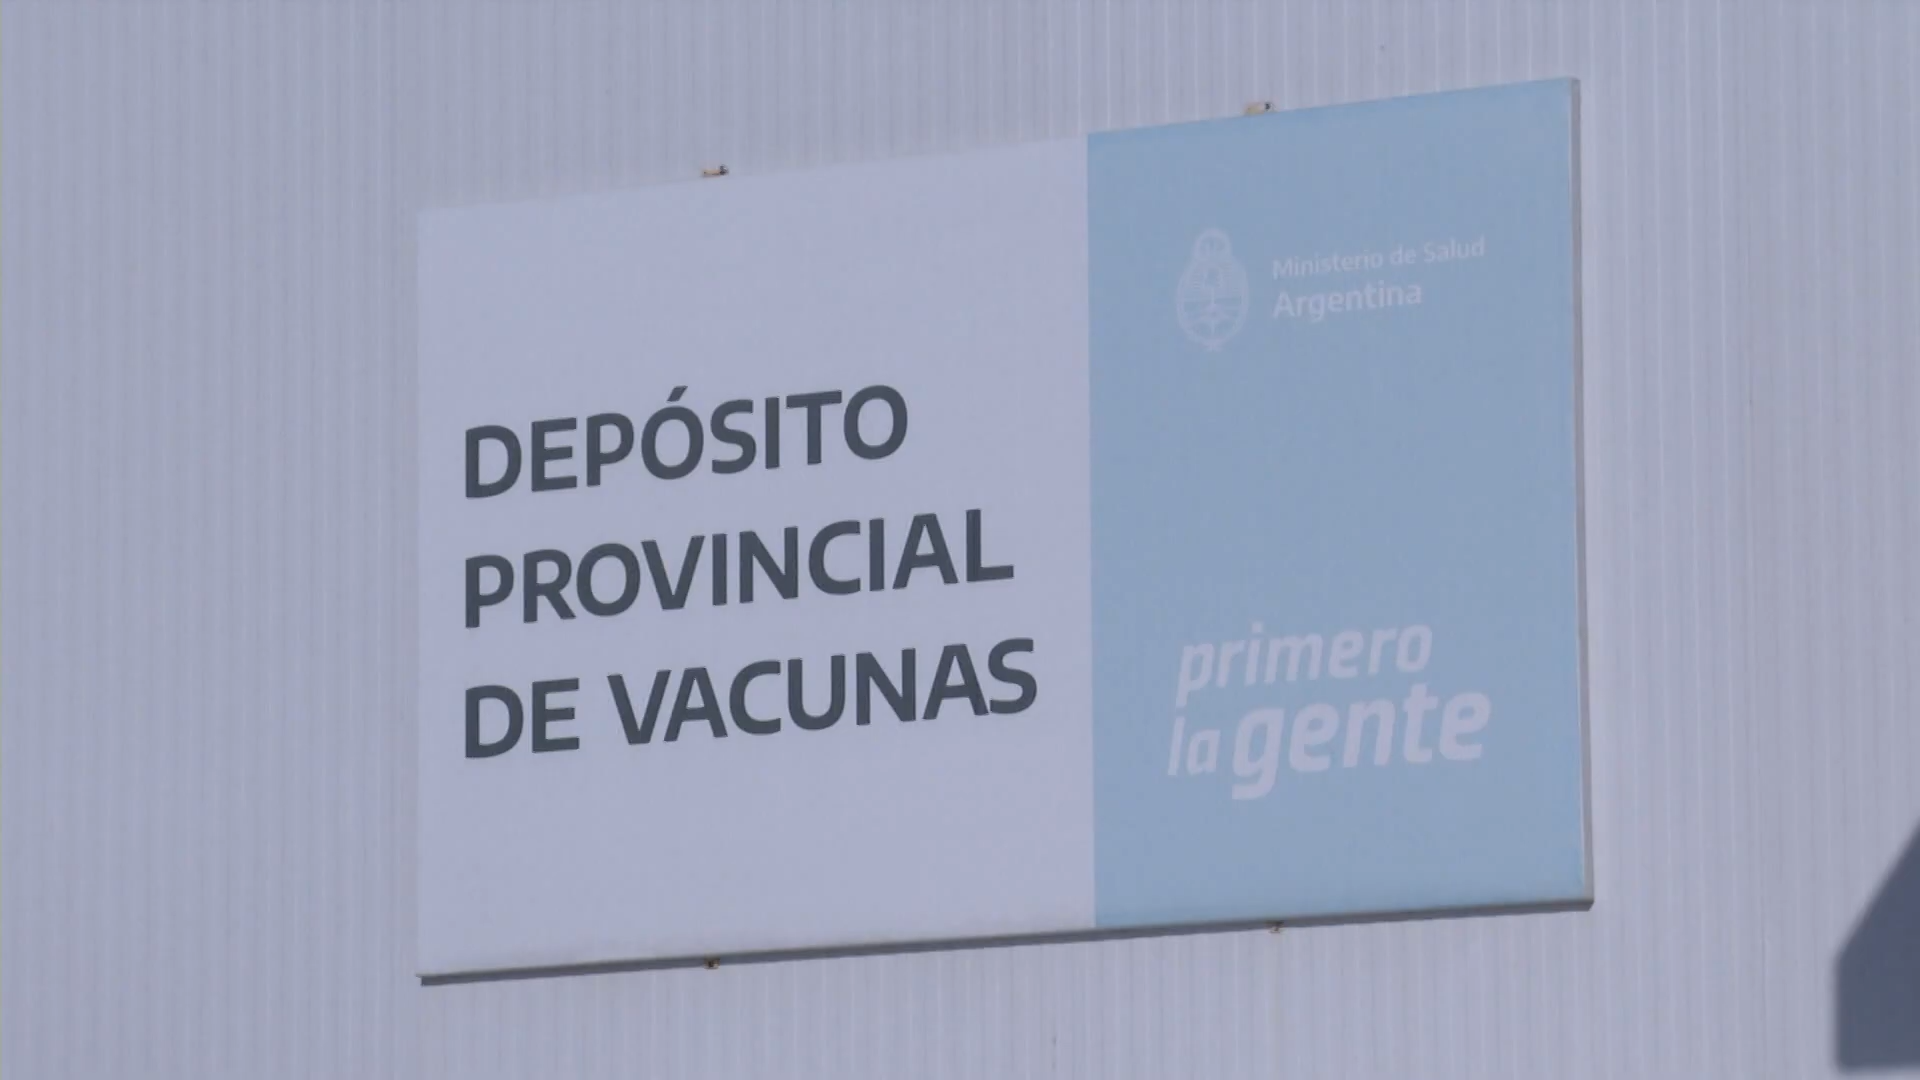 DEPÓSITO
PROVINCIAL
DE VACUNAS
Ministerio de Salud
Argentina
primero
la gente